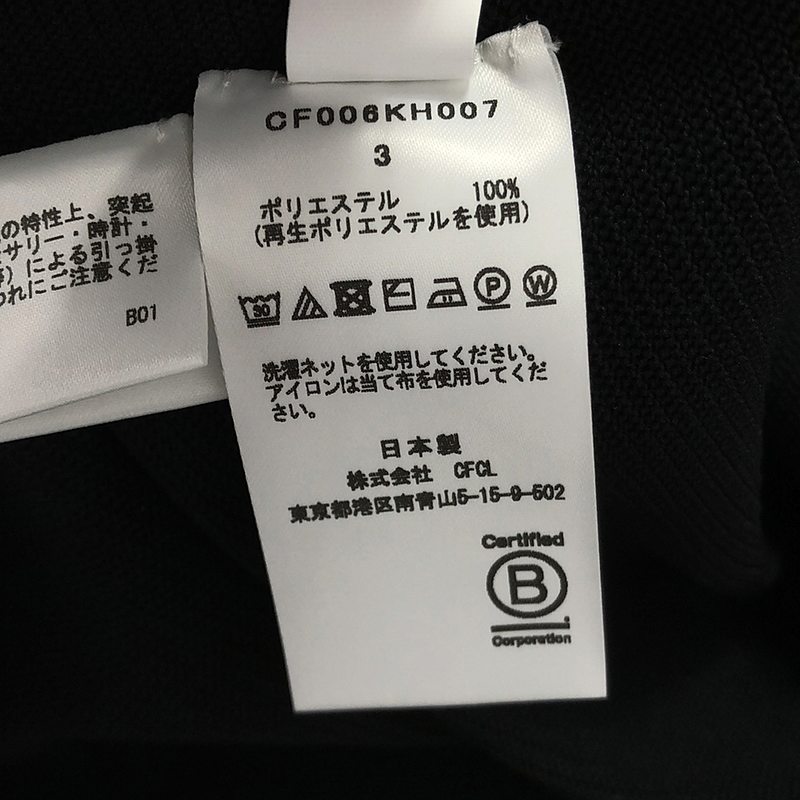 CF006KH007
3
ポリエステル 100%
(再生ポリエステルを使用)
30
P
W
洗濯ネットを使用してください。
アイロンは当て布を使用してくだ
さい。
日本製
株式会社 CFCL
東京都港区南青山5-15-9-502
Certified
B
Corporation
の特性上、突起
サリー・時計・
)による引っ掛
われにご注意くだ
B01